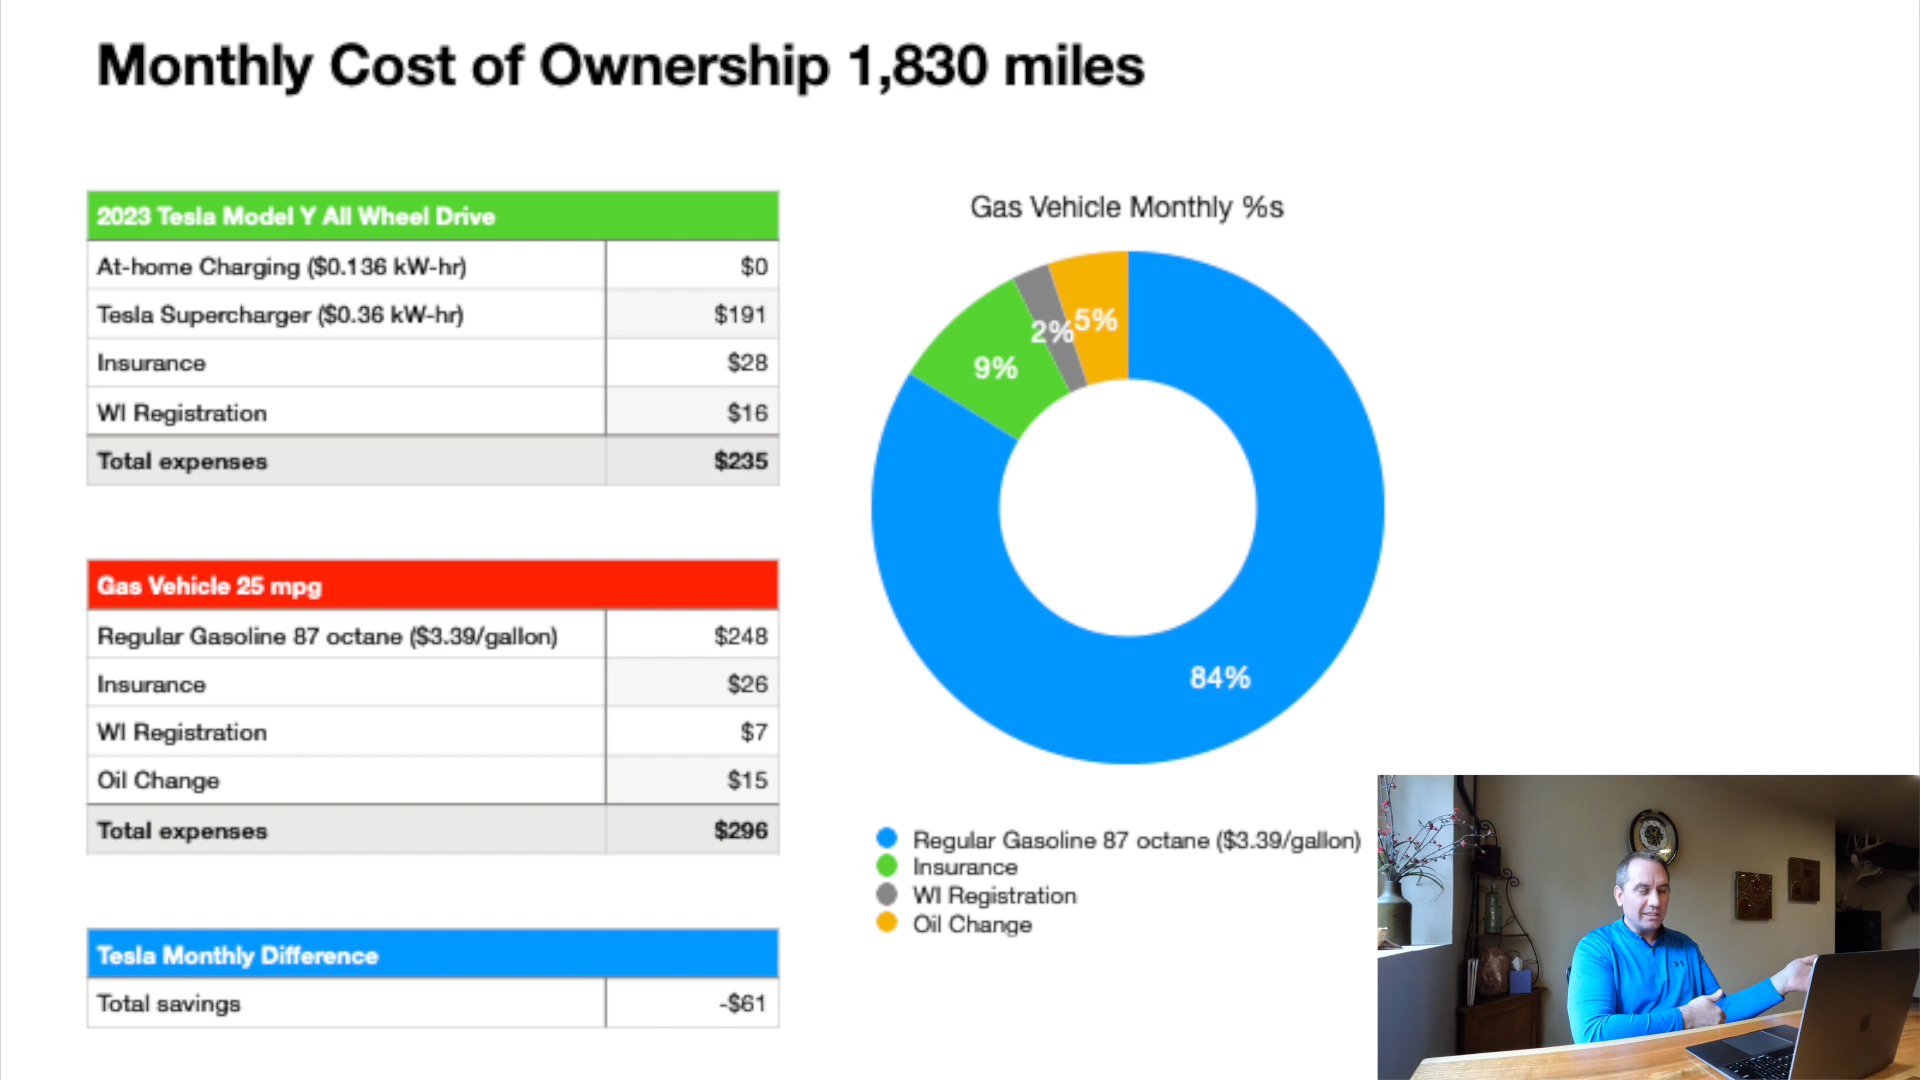 Monthly Cost of Ownership 1,830 miles
2023 Tesla Model Y All Wheel Drive
At-home Charging ($0.136 kW-hr) $0
Tesla Supercharger ($0.36 kW-hr) $191
Insurance $28
WI Registration $16
Total expenses $235
Gas Vehicle 25 mpg
Regular Gasoline 87 octane ($3.39/gallon) $248
Insurance $26
WI Registration $7
Oil Change $15
Total expenses $296
Tesla Monthly Difference
Total savings -$61
Gas Vehicle Monthly %s
5%
2%
9%
84%
Regular Gasoline 87 octane ($3.39/gallon)
Insurance
WI Registration
Oil Change